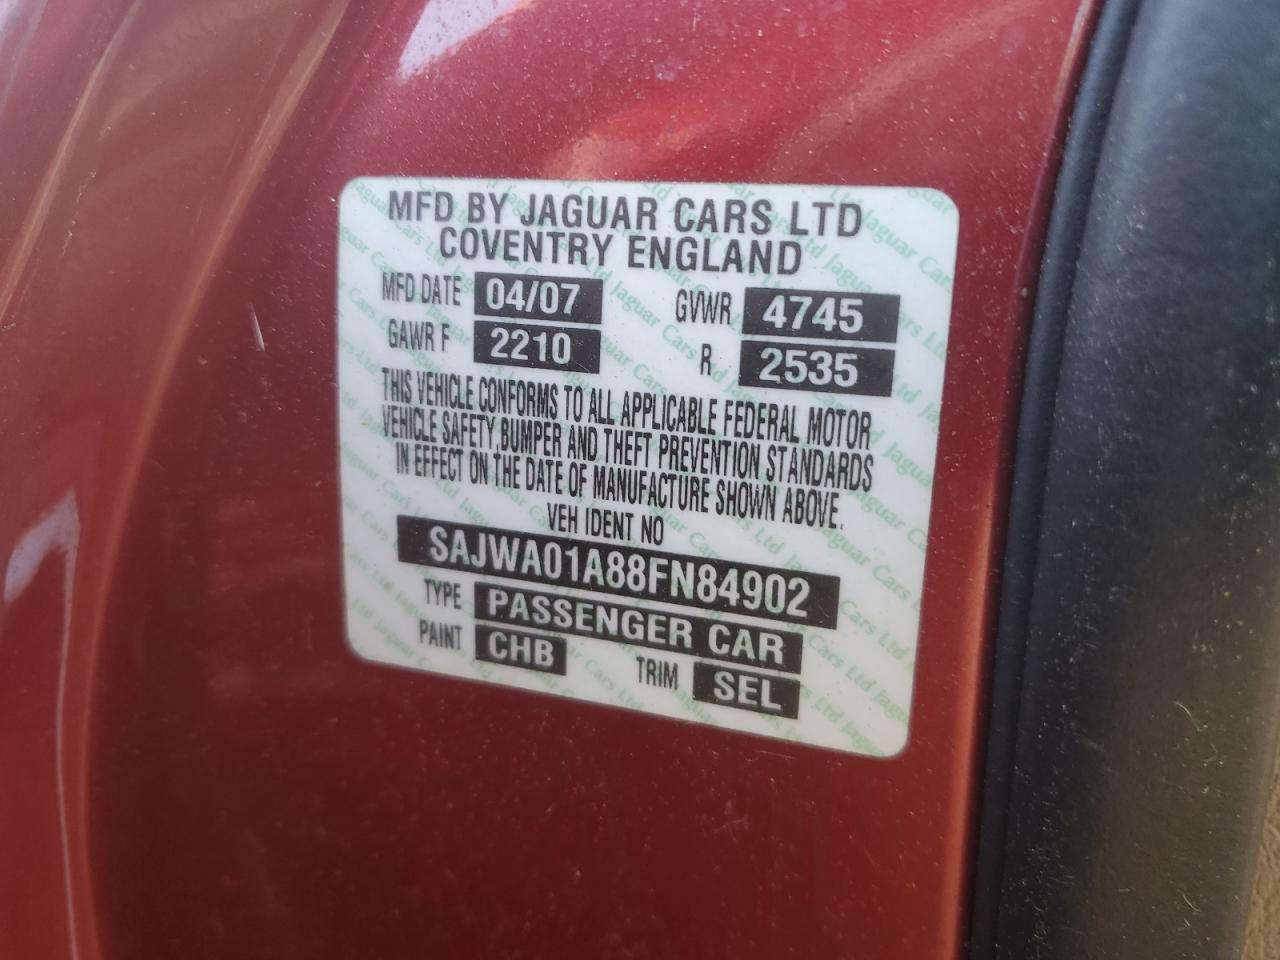 MFD BY JAGUAR CARS LTD
COVENTRY ENGLAND
MFD DATE 04/07 GVWR 4745
GAWR F 2210 R 2535
THIS VEHICLE CONFORMS TO ALL APPLICABLE FEDERAL MOTOR
VEHICLE SAFETY, BUMPER AND THEFT PREVENTION STANDARDS
IN EFFECT ON THE DATE OF MANUFACTURE SHOWN ABOVE.
VEH IDENT NO
SAJWA01A88FN84902
TYPE PASSENGER CAR
PAINT CHB TRIM SEL